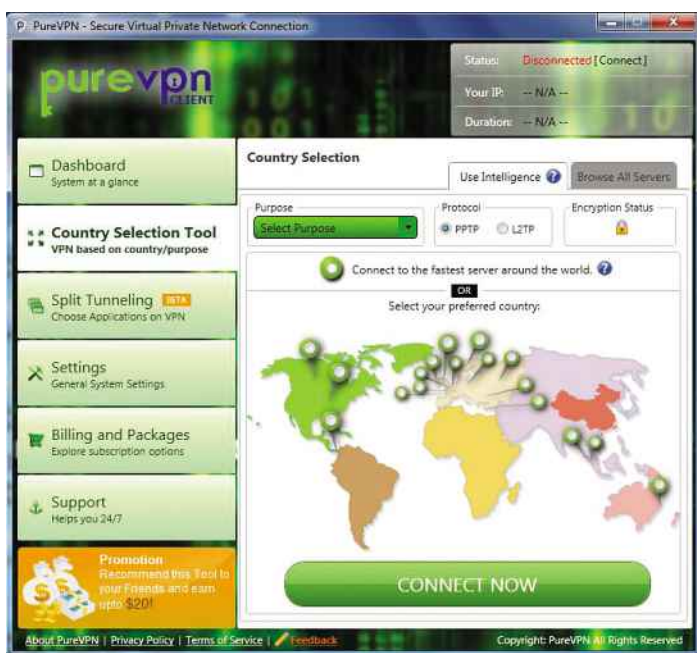 PureVPN - Secure Virtual Private Network Connection
purevpn
CLIENT
Status: Disconnected [Connect]
Your IP: -- N/A --
Duration: -- N/A --
Dashboard
System at a glance
Country Selection Tool
VPN based on country/purpose
Split Tunneling BETA
Choose Applications on VPN
Settings
General System Settings
Billing and Packages
Explore subscription options
Support
Helps you 24/7
Promotion
Recommend this Tool to
your Friends and earn
upto $20!
Country Selection
Use Intelligence ?
Browse All Servers
Purpose
Select Purpose
Protocol
PPTP L2TP
Encryption Status
Connect to the fastest server around the world. ?
OR
Select your preferred country:
CONNECT NOW
About PureVPN | Privacy Policy | Terms of Service | Feedback
Copyright: PureVPN All Rights Reserved